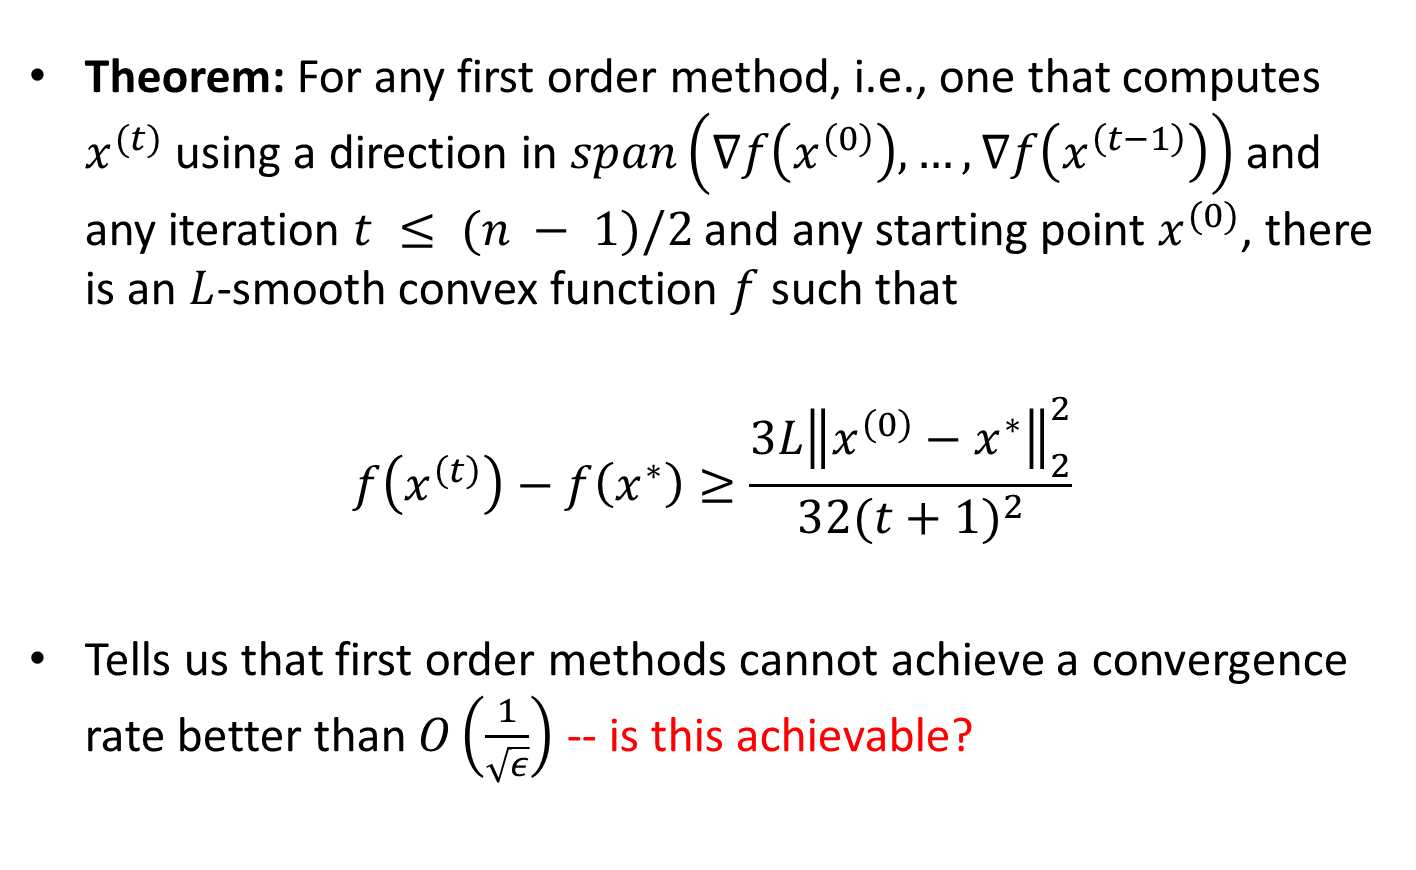 • Theorem: For any first order method, i.e., one that computes
x^(t) using a direction in span(∇f(x^(0)), … , ∇f(x^(t−1))) and
any iteration t ≤ (n − 1)/2 and any starting point x^(0), there
is an L-smooth convex function f such that
f(x^(t)) − f(x^*) ≥ 3L‖x^(0) − x^*‖_2^2 / 32(t + 1)^2
• Tells us that first order methods cannot achieve a convergence
rate better than O(1/√ϵ) -- is this achievable?